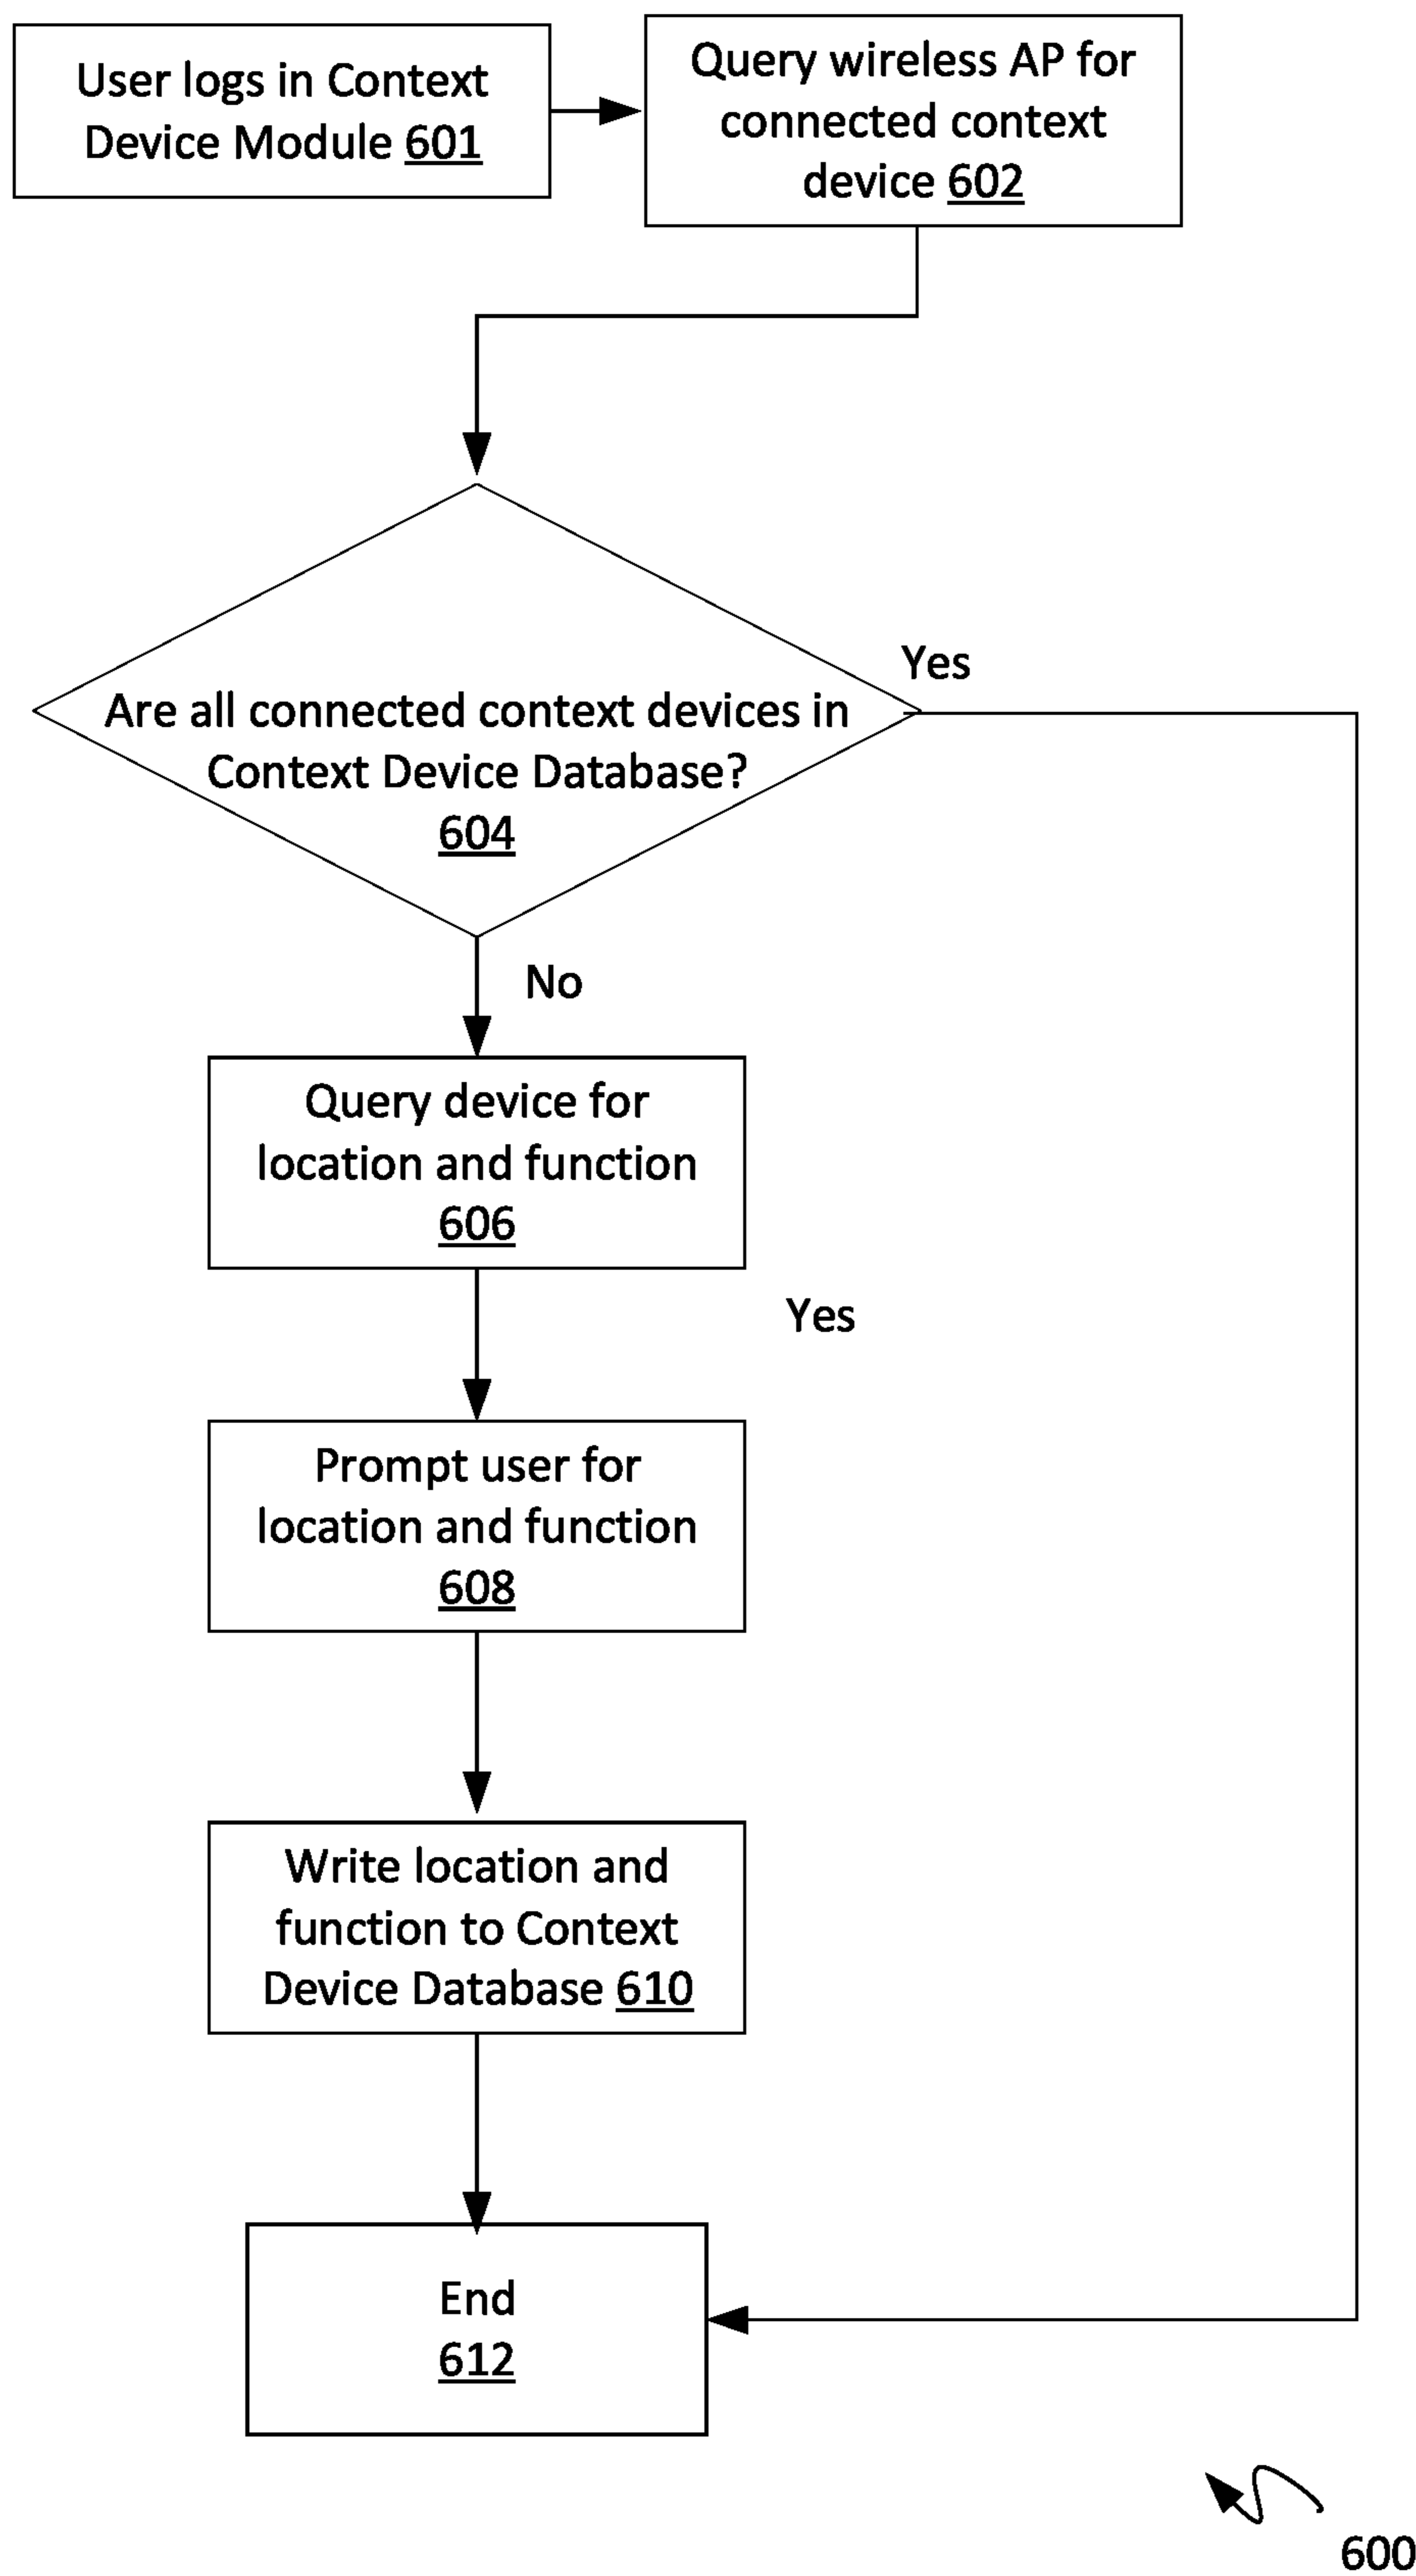 User logs in Context
Device Module 601
Query wireless AP for
connected context
device 602
Yes
Are all connected context devices in
Context Device Database?
604
No
Query device for
location and function
606
Yes
Prompt user for
location and function
608
Write location and
function to Context
Device Database 610
End
612
600